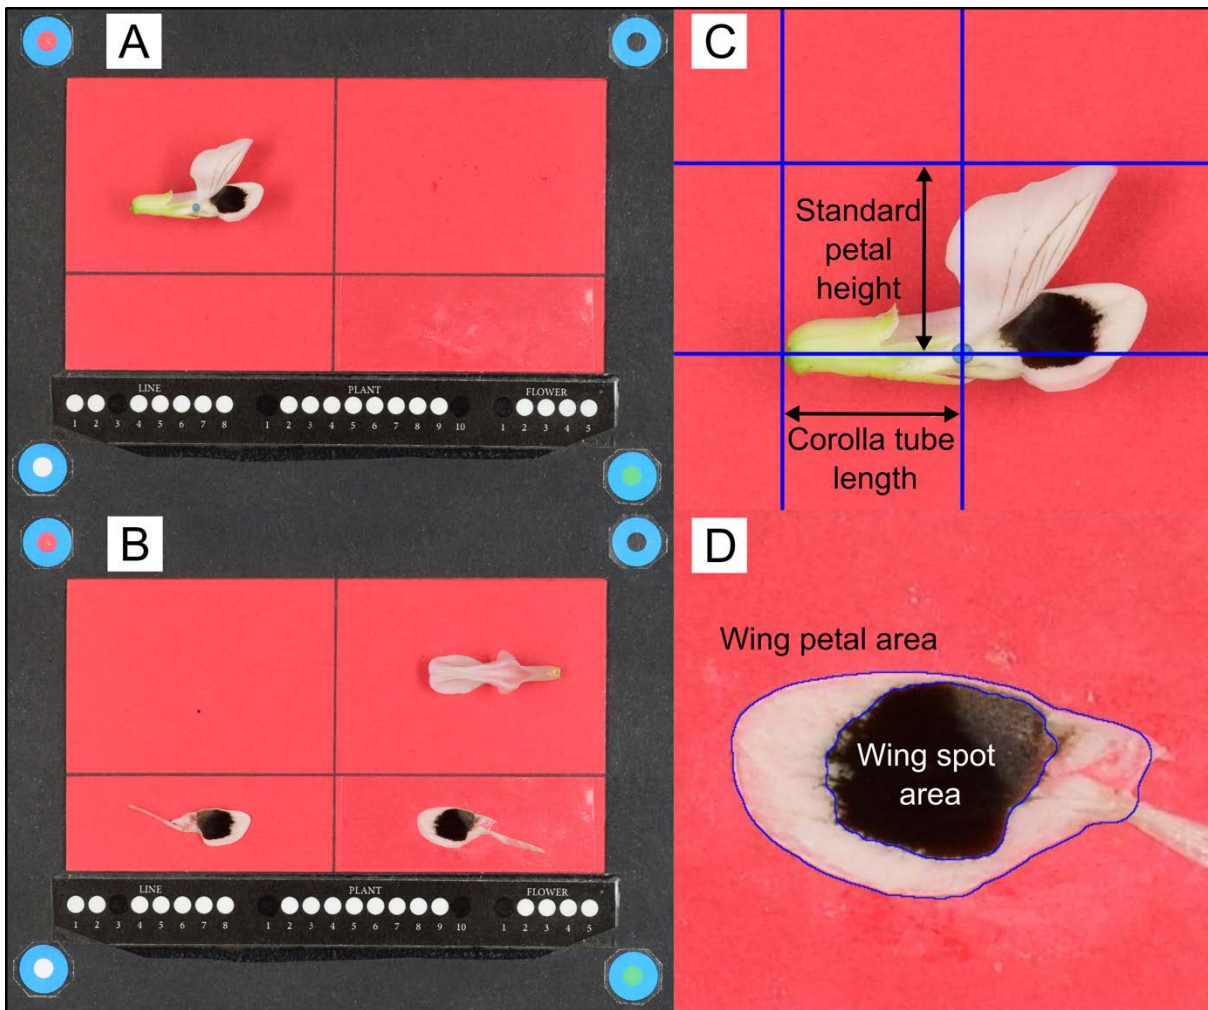 A
LINE PLANT FLOWER
1 2 3 4 5 6 7 8 1 2 3 4 5 6 7 8 9 10 1 2 3 4 5
B
LINE PLANT FLOWER
1 2 3 4 5 6 7 8 1 2 3 4 5 6 7 8 9 10 1 2 3 4 5
C
Standard
petal
height
Corolla tube
length
D
Wing petal area
Wing spot
area